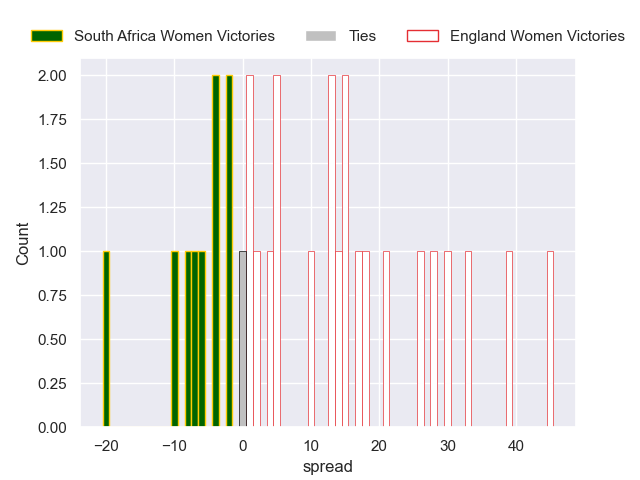 South Africa Women Victories Ties England Women Victories
2.00
1.75
1.50
1.25
1.00
0.75
0.50
0.25
0.00
Count
−20 −10 0 10 20 30 40
spread